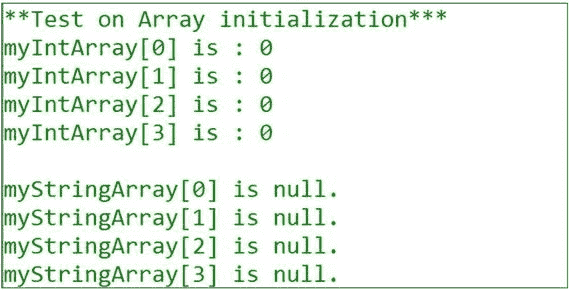 **Test on Array initialization***
myIntArray[0] is : 0
myIntArray[1] is : 0
myIntArray[2] is : 0
myIntArray[3] is : 0
myStringArray[0] is null.
myStringArray[1] is null.
myStringArray[2] is null.
myStringArray[3] is null.